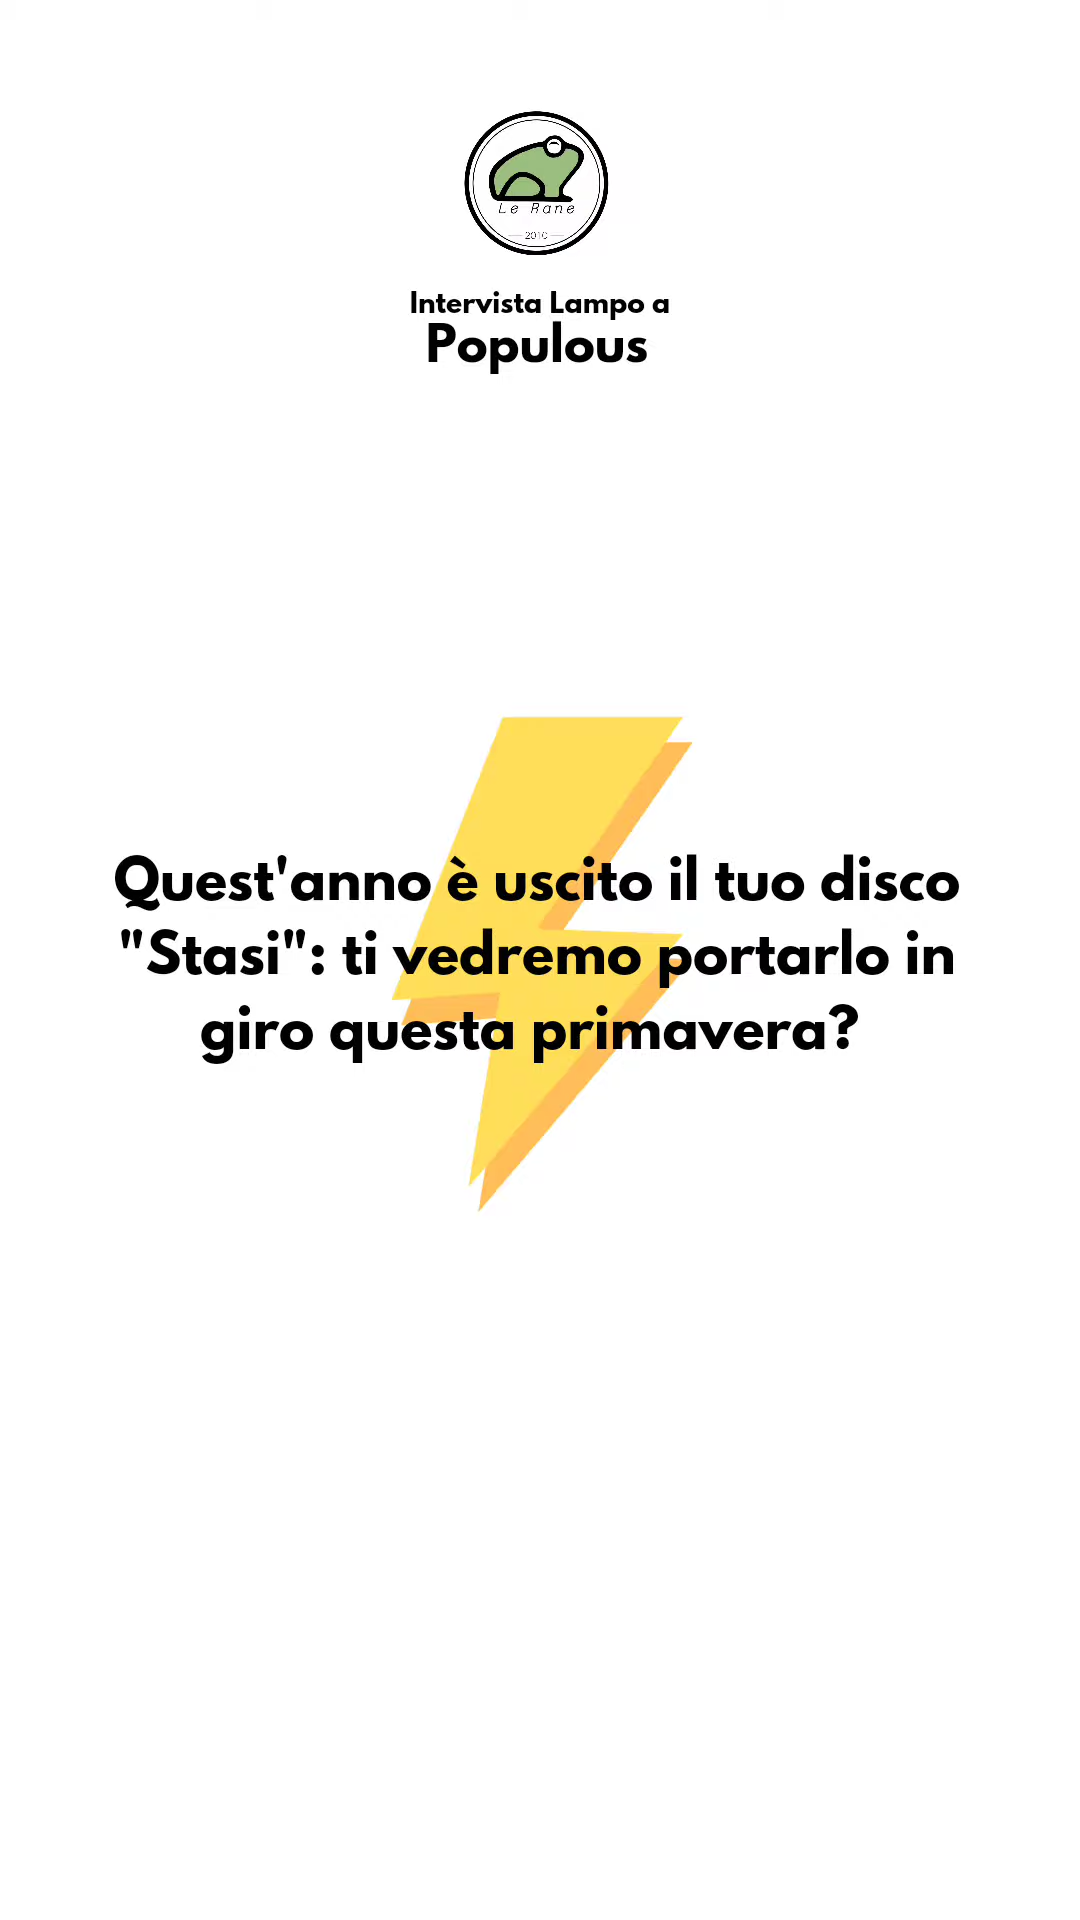 Le Rane
2010
Intervista Lampo a
Populous
Quest'anno è uscito il tuo disco
"Stasi": ti vedremo portarlo in
giro questa primavera?